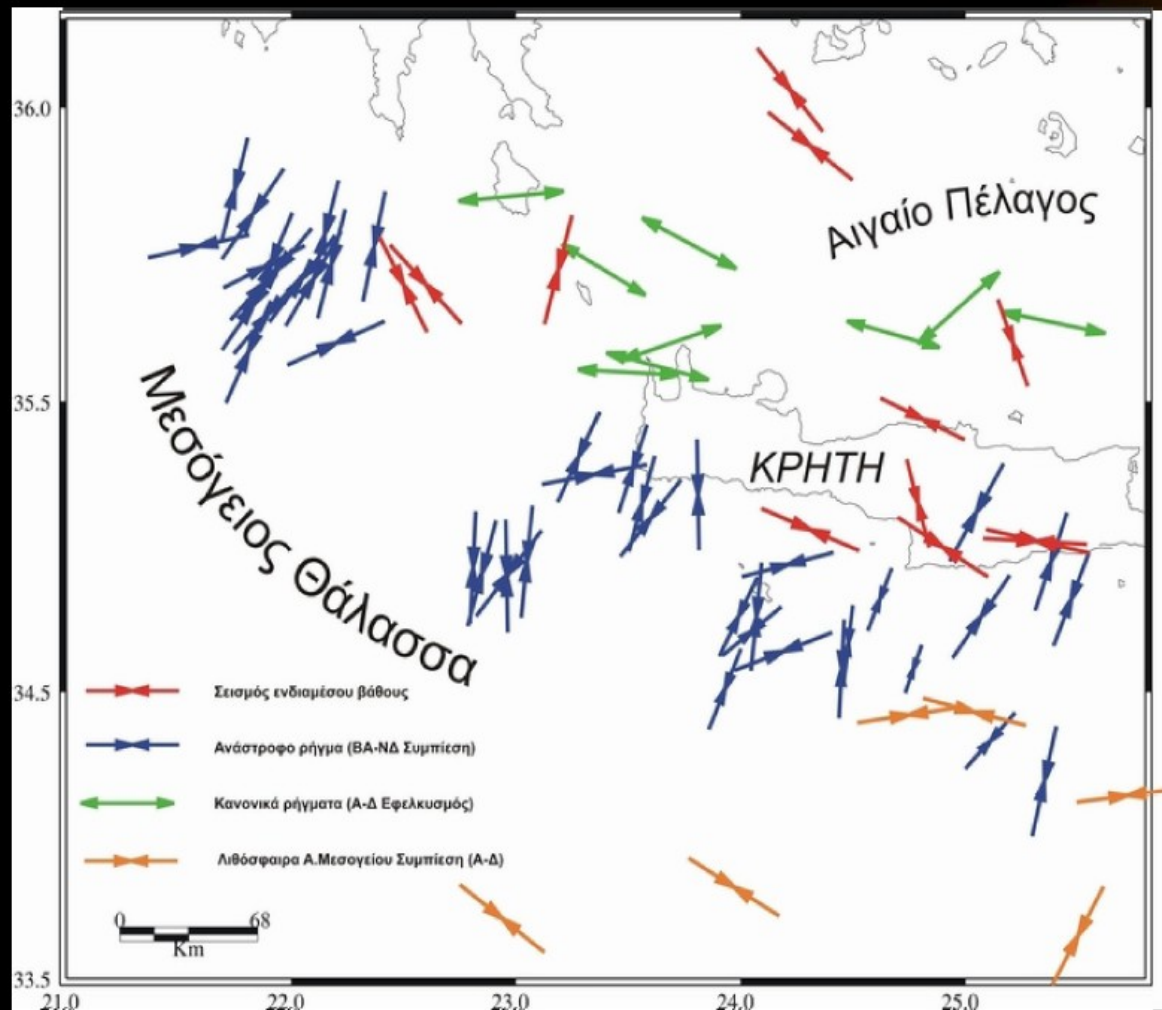 36.0
Αιγαίο Πέλαγος
35.5
Μεσόγειος Θάλασσα
ΚΡΗΤΗ
34.5
Σεισμός ενδιαμέσου βάθους
Ανάστροφο ρήγμα (ΒΑ-ΝΔ Συμπίεση)
Κανονικά ρήγματα (Α-Δ Εφελκυσμός)
Λιθόσφαιρα Α.Μεσογείου Συμπίεση (Α-Δ)
0 68
Km
33.5
21.0 22.0 23.0 24.0 25.0